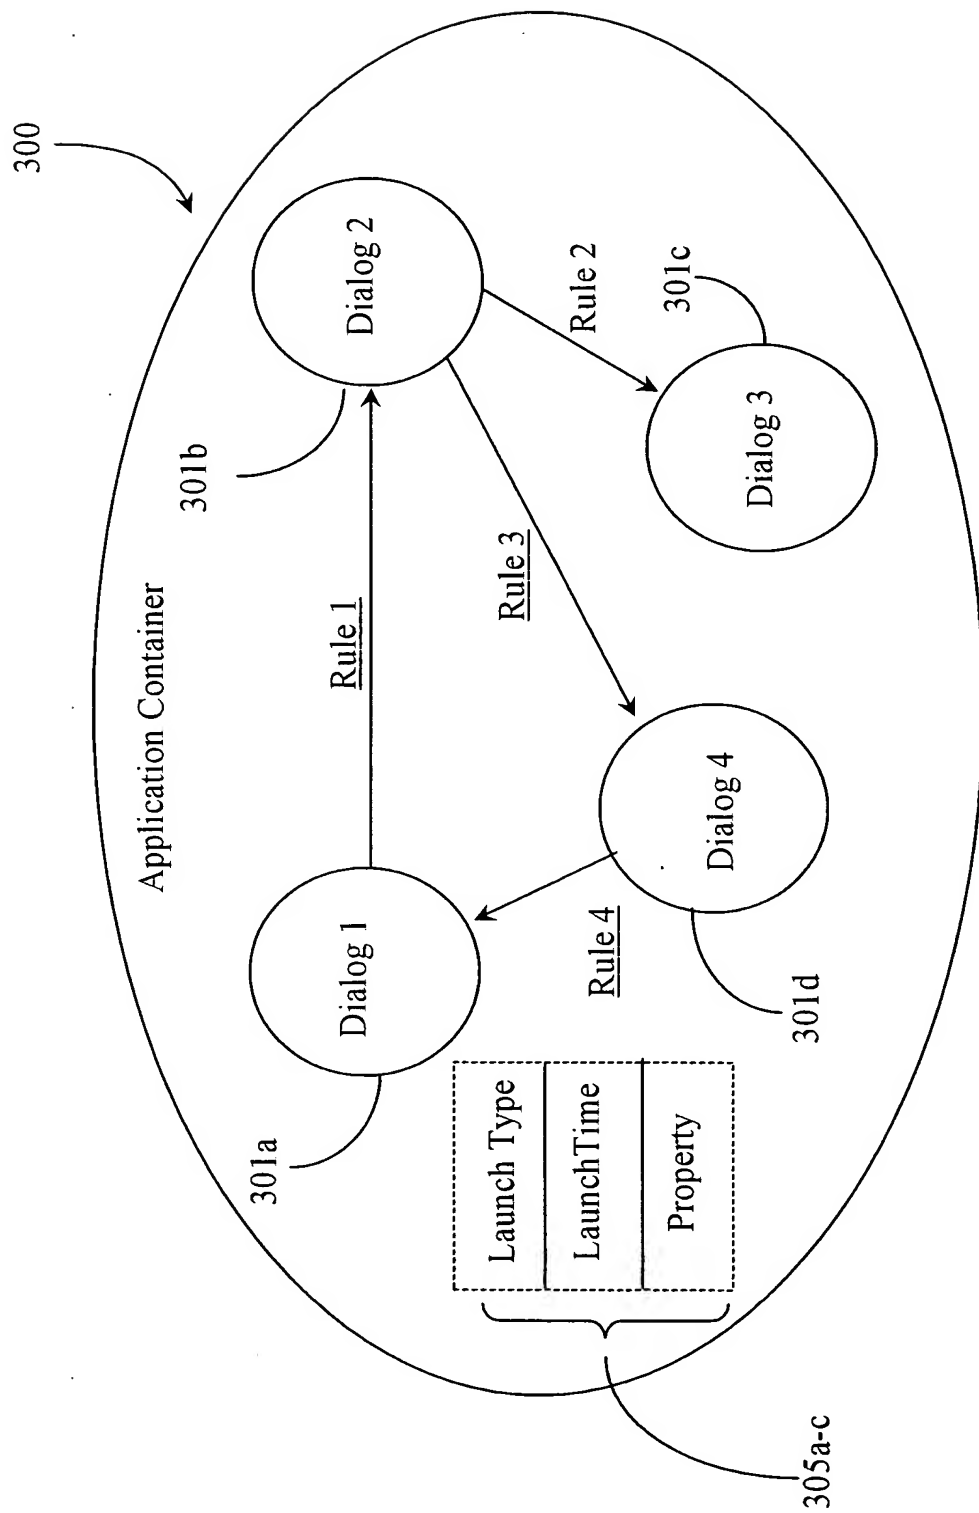 300
Application Container
Dialog 1
Rule 1
Dialog 2
301a
301b
Rule 3
Rule 2
Rule 4
301c
Launch Type
LaunchTime
Property
Dialog 4
Dialog 3
301d
305a-c